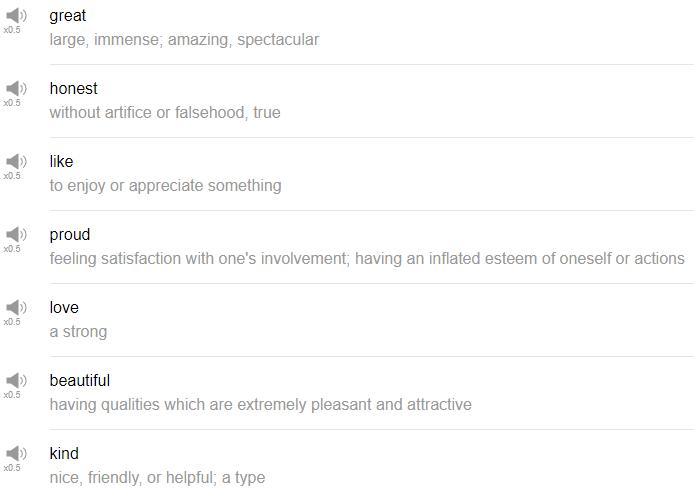 great
x0.5
large, immense; amazing, spectacular
honest
x0.5
without artifice or falsehood, true
like
x0.5
to enjoy or appreciate something
proud
x0.5
feeling satisfaction with one's involvement; having an inflated esteem of oneself or actions
love
x0.5
a strong
beautiful
x0.5
having qualities which are extremely pleasant and attractive
kind
x0.5
nice, friendly, or helpful; a type